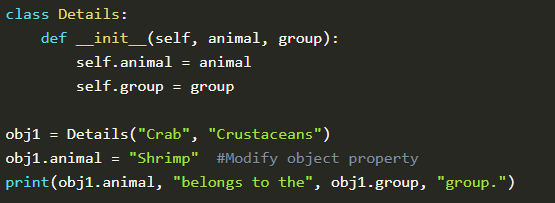 class Details:
    def __init__(self, animal, group):
        self.animal = animal
        self.group = group

obj1 = Details("Crab", "Crustaceans")
obj1.animal = "Shrimp"  #Modify object property
print(obj1.animal, "belongs to the", obj1.group, "group.")